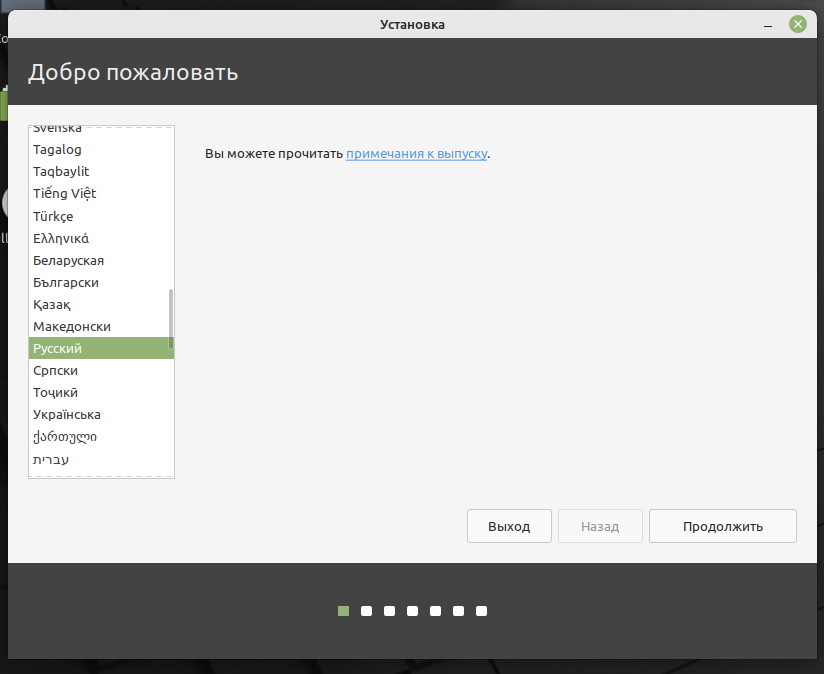 Установка
Добро пожаловать
Svenska
Tagalog
Taqbaylit
Tiếng Việt
Türkçe
Ελληνικά
Беларуская
Български
Қазақ
Македонски
Русский
Српски
Тоҷикӣ
Українська
ქართული
עברית
Вы можете прочитать примечания к выпуску.
Выход
Назад
Продолжить